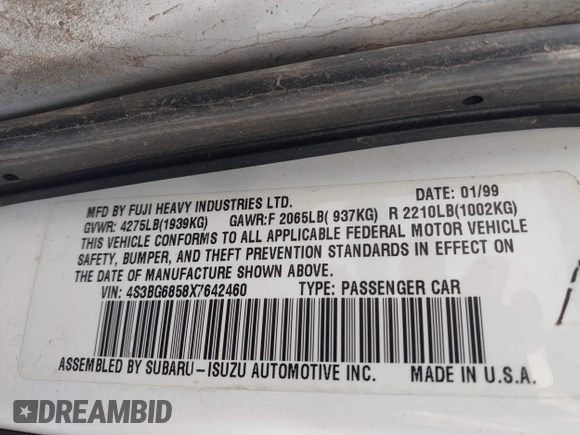 DATE: 01/99
MFD BY FUJI HEAVY INDUSTRIES LTD.
GVWR: 4275LB(1939KG) GAWR:F 2065LB( 937KG) R 2210LB(1002KG)
THIS VEHICLE CONFORMS TO ALL APPLICABLE FEDERAL MOTOR VEHICLE
SAFETY, BUMPER, AND THEFT PREVENTION STANDARDS IN EFFECT ON
THE DATE OF MANUFACTURE SHOWN ABOVE.
VIN: 4S3BG6858X7642460 TYPE: PASSENGER CAR
ASSEMBLED BY SUBARU-ISUZU AUTOMOTIVE INC. MADE IN U.S.A.
DREAMBID